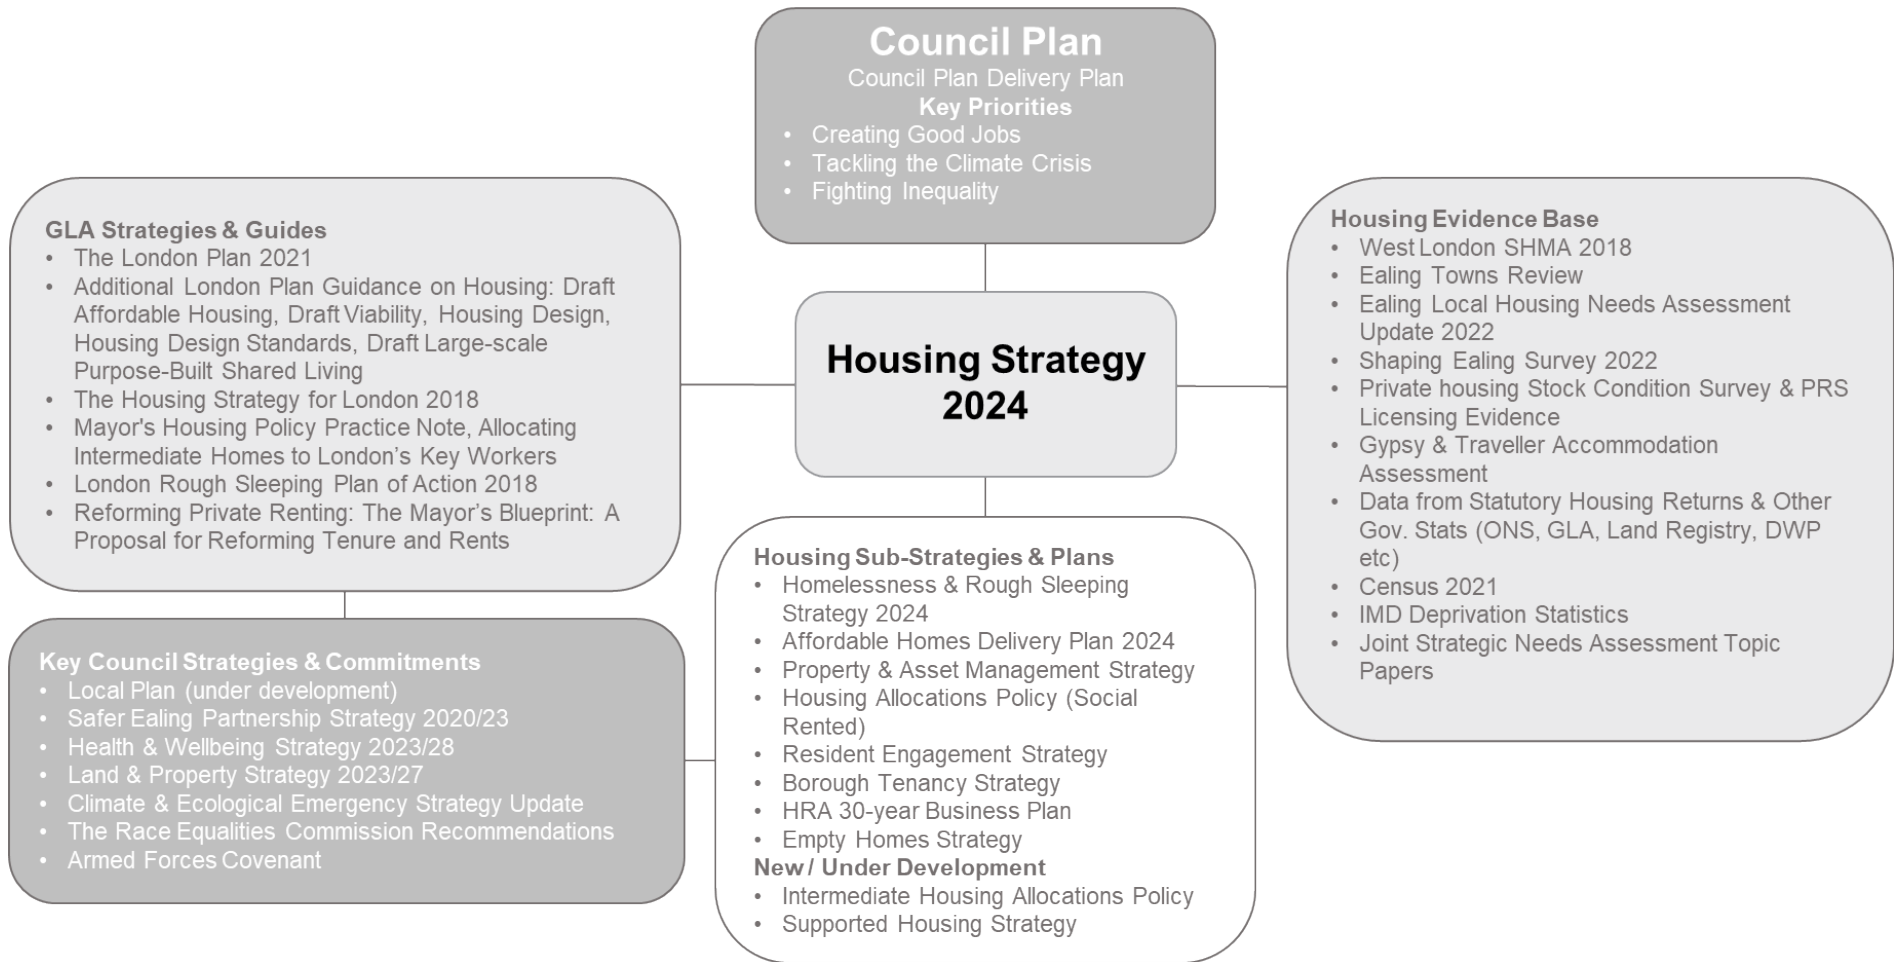 Council Plan
Council Plan Delivery Plan
Key Priorities
• Creating Good Jobs
• Tackling the Climate Crisis
• Fighting Inequality
GLA Strategies & Guides
• The London Plan 2021
• Additional London Plan Guidance on Housing: Draft
Affordable Housing, Draft Viability, Housing Design,
Housing Design Standards, Draft Large-scale
Purpose-Built Shared Living
• The Housing Strategy for London 2018
• Mayor's Housing Policy Practice Note, Allocating
Intermediate Homes to London’s Key Workers
• London Rough Sleeping Plan of Action 2018
• Reforming Private Renting: The Mayor’s Blueprint: A
Proposal for Reforming Tenure and Rents
Housing Strategy
2024
Housing Evidence Base
• West London SHMA 2018
• Ealing Towns Review
• Ealing Local Housing Needs Assessment
Update 2022
• Shaping Ealing Survey 2022
• Private housing Stock Condition Survey & PRS
Licensing Evidence
• Gypsy & Traveller Accommodation
Assessment
• Data from Statutory Housing Returns & Other
Gov. Stats (ONS, GLA, Land Registry, DWP
etc)
• Census 2021
• IMD Deprivation Statistics
• Joint Strategic Needs Assessment Topic
Papers
Key Council Strategies & Commitments
• Local Plan (under development)
• Safer Ealing Partnership Strategy 2020/23
• Health & Wellbeing Strategy 2023/28
• Land & Property Strategy 2023/27
• Climate & Ecological Emergency Strategy Update
• The Race Equalities Commission Recommendations
• Armed Forces Covenant
Housing Sub-Strategies & Plans
• Homelessness & Rough Sleeping
Strategy 2024
• Affordable Homes Delivery Plan 2024
• Property & Asset Management Strategy
• Housing Allocations Policy (Social
Rented)
• Resident Engagement Strategy
• Borough Tenancy Strategy
• HRA 30-year Business Plan
• Empty Homes Strategy
New / Under Development
• Intermediate Housing Allocations Policy
• Supported Housing Strategy